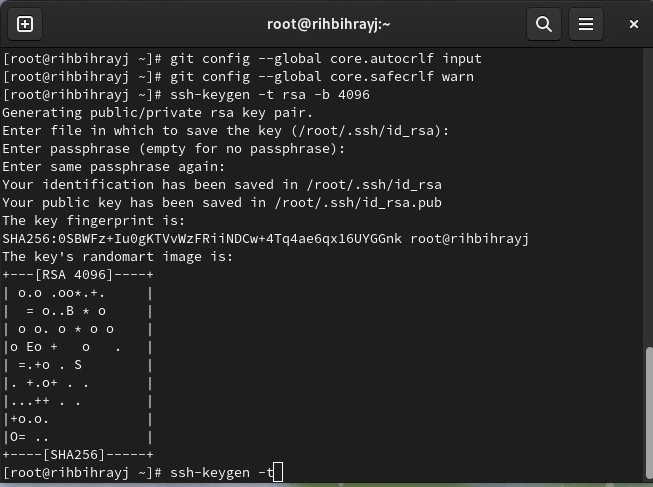 root@rihbihrayj:~
[root@rihbihrayj ~]# git config --global core.autocrlf input
[root@rihbihrayj ~]# git config --global core.safecrlf warn
[root@rihbihrayj ~]# ssh-keygen -t rsa -b 4096
Generating public/private rsa key pair.
Enter file in which to save the key (/root/.ssh/id_rsa):
Enter passphrase (empty for no passphrase):
Enter same passphrase again:
Your identification has been saved in /root/.ssh/id_rsa
Your public key has been saved in /root/.ssh/id_rsa.pub
The key fingerprint is:
SHA256:0SBWFz+Iu0gKTVvWzFRiiNDCw+4Tq4ae6qx16UYGGnk root@rihbihrayj
The key's randomart image is:
+---[RSA 4096]----+
| o.o .oo*.+.     |
|  = o..B * o     |
| o o. o * o o    |
|o Eo +   o   .   |
| =.+o . S        |
|. +.o+ . .       |
|...++ . .        |
|+o.o.            |
|O= ..            |
+----[SHA256]-----+
[root@rihbihrayj ~]# ssh-keygen -t